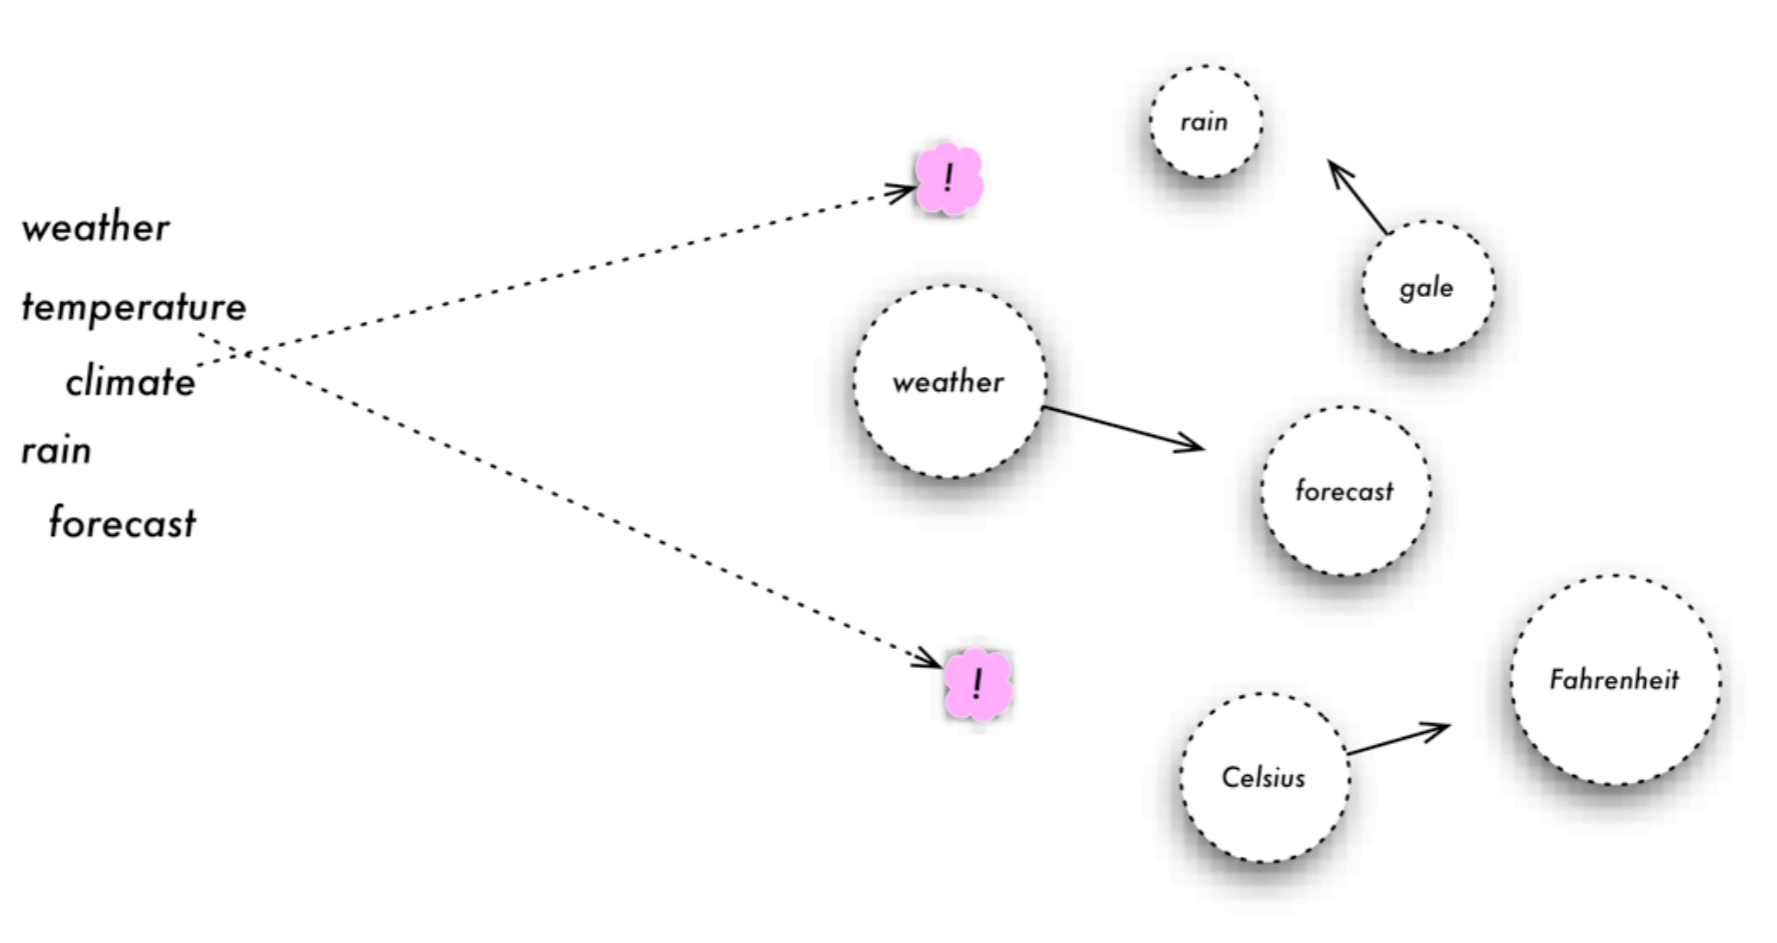 weather
temperature
climate
rain
forecast
!
!
rain
gale
weather
forecast
Fahrenheit
Celsius